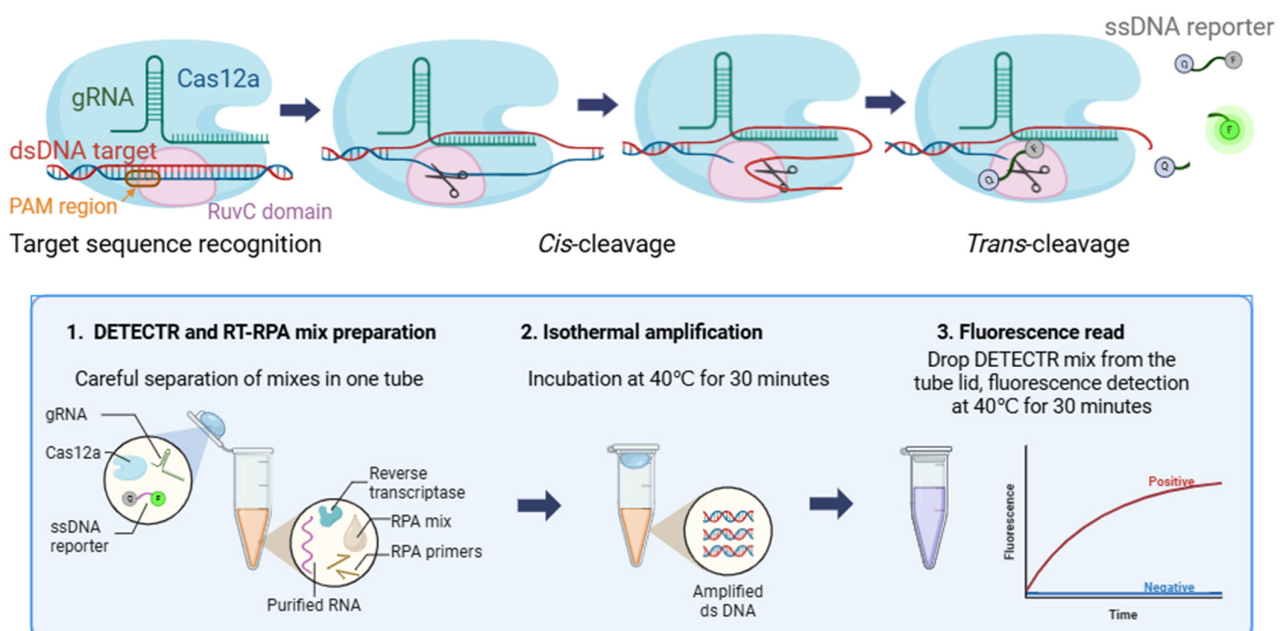 ssDNA reporter
gRNA
Cas12a
dsDNA target
PAM region
RuvC domain
Q
F
F
Q
F
Q
Target sequence recognition
Cis-cleavage
Trans-cleavage
1. DETECTR and RT-RPA mix preparation
Careful separation of mixes in one tube
gRNA
Cas12a
Q
F
ssDNA
reporter
Reverse
transcriptase
RPA mix
RPA primers
Purified RNA
2. Isothermal amplification
Incubation at 40℃ for 30 minutes
Amplified
ds DNA
3. Fluorescence read
Drop DETECTR mix from the
tube lid, fluorescence detection
at 40℃ for 30 minutes
Fluorescence
Positive
Negative
Time